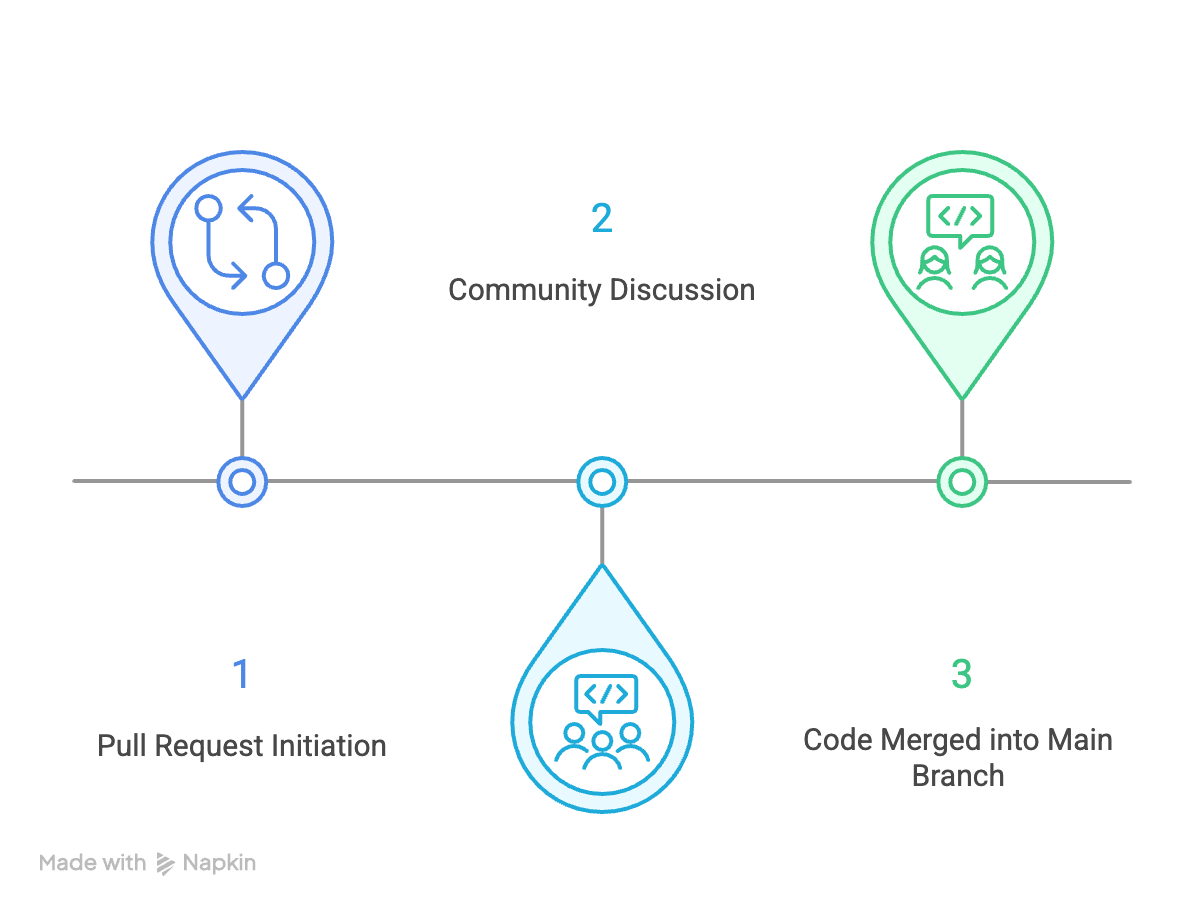 1
Pull Request Initiation
2
Community Discussion
3
Code Merged into Main
Branch
</>
</>
Made with Napkin